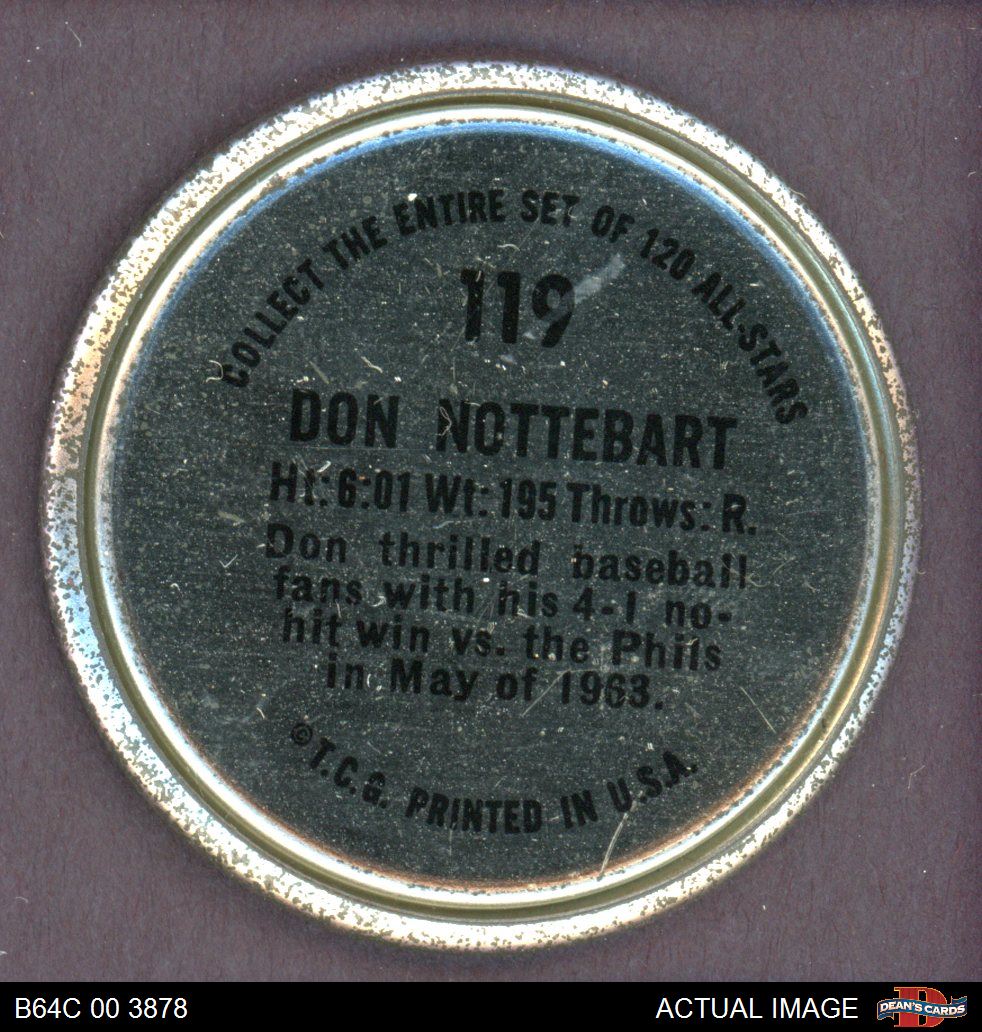 COLLECT THE ENTIRE SET OF 120 ALL-STARS
119
DON NOTTEBART
Ht: 6:01 Wt: 195 Throws: R.
Don thrilled baseball
fans with his 4-1 no-
hit win vs. the Phils
in May of 1963.
© T.C.G. PRINTED IN U.S.A.
B64C 00 3878
ACTUAL IMAGE
DEAN'S CARDS